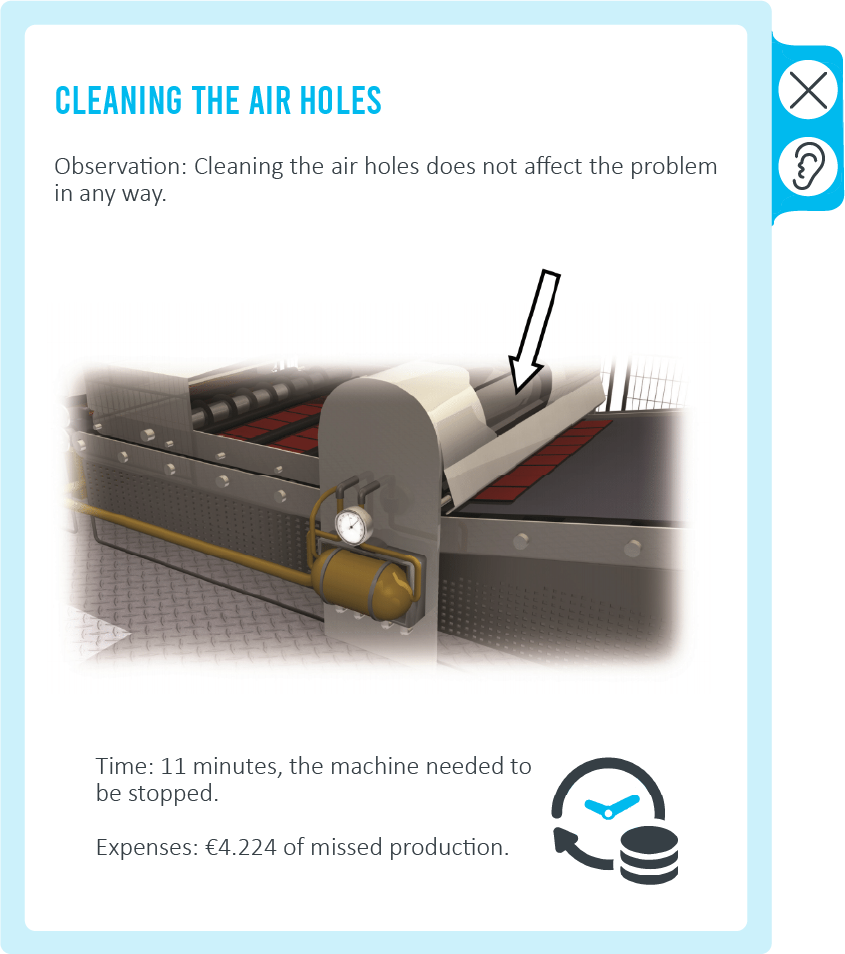 CLEANING THE AIR HOLES
Observation: Cleaning the air holes does not affect the problem
in any way.
Time: 11 minutes, the machine needed to
be stopped.
Expenses: €4.224 of missed production.